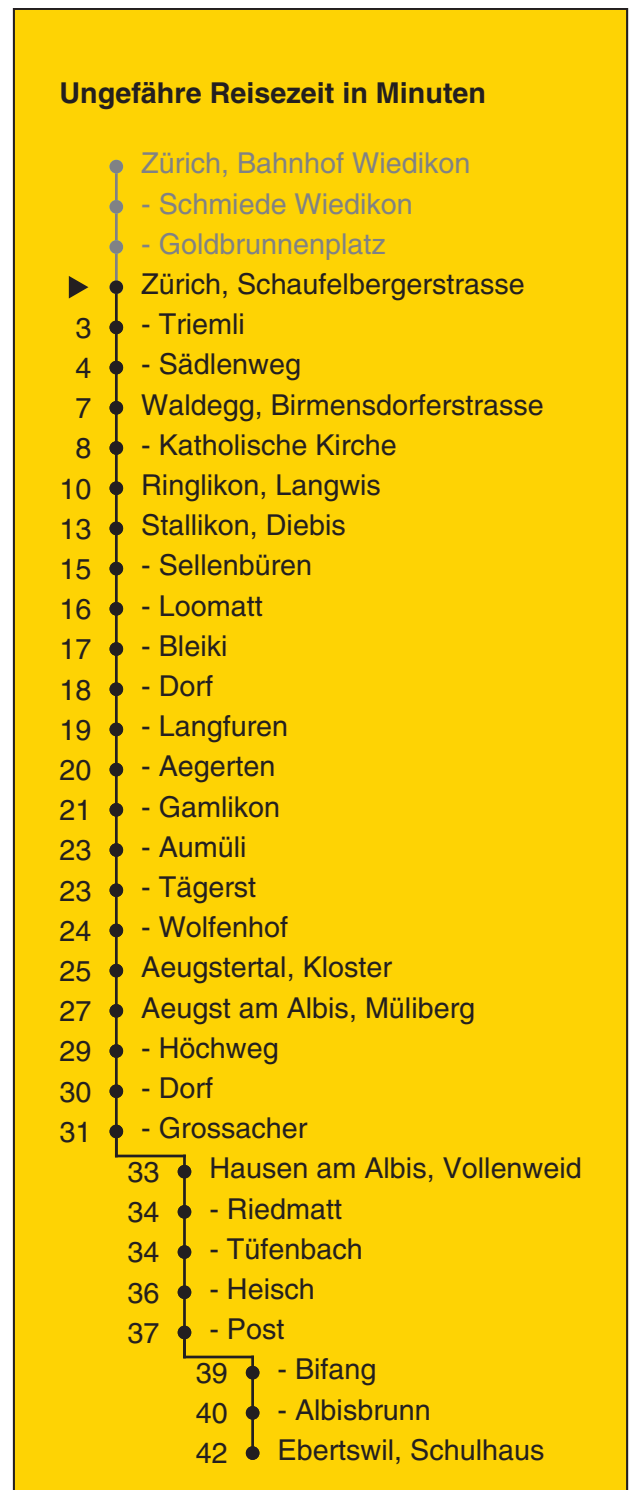 Ungefähre Reisezeit in Minuten
Zürich, Bahnhof Wiedikon
- Schmiede Wiedikon
- Goldbrunnenplatz
Zürich, Schaufelbergerstrasse
3 - Triemli
4 - Sädlenweg
7 Waldegg, Birmensdorferstrasse
8 - Katholische Kirche
10 Ringlikon, Langwis
13 Stallikon, Diebis
15 - Sellenbüren
16 - Loomatt
17 - Bleiki
18 - Dorf
19 - Langfuren
20 - Aegerten
21 - Gamlikon
23 - Aumüli
23 - Tägerst
24 - Wolfenhof
25 Aeugstertal, Kloster
27 Aeugst am Albis, Müliberg
29 - Höchweg
30 - Dorf
31 - Grossacher
33 Hausen am Albis, Vollenweid
34 - Riedmatt
34 - Tüfenbach
36 - Heisch
37 - Post
39 - Bifang
40 - Albisbrunn
42 Ebertswil, Schulhaus